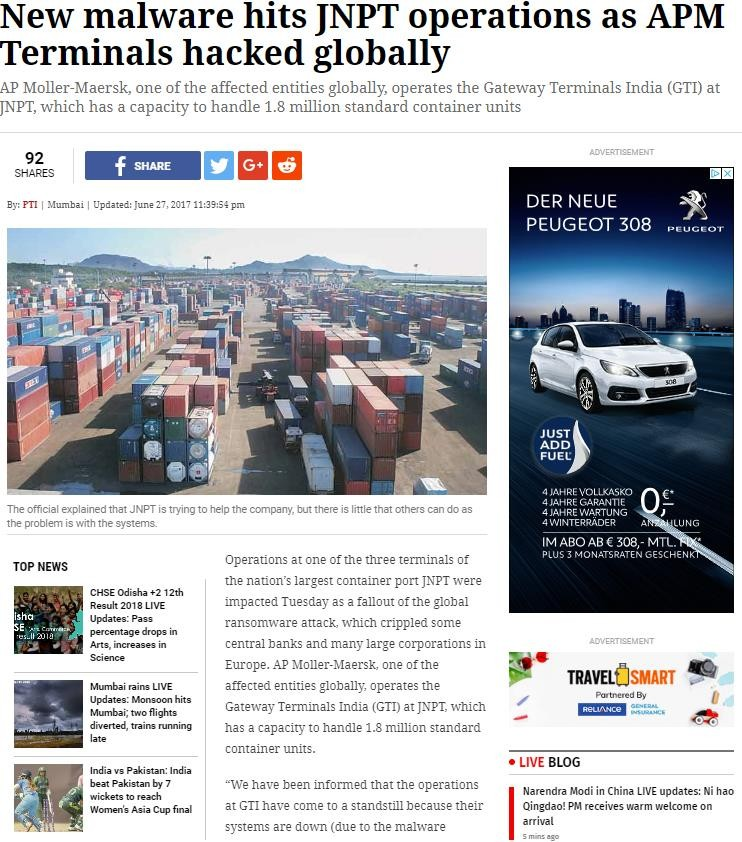 New malware hits JNPT operations as APM
Terminals hacked globally
AP Moller-Maersk, one of the affected entities globally, operates the Gateway Terminals India (GTI) at
JNPT, which has a capacity to handle 1.8 million standard container units
92
SHARES
SHARE
G+
By: PTI | Mumbai | Updated: June 27, 2017 11:39:54 pm
The official explained that JNPT is trying to help the company, but there is little that others can do as
the problem is with the systems.
TOP NEWS
isha
SE
Arts, Commerce
result 2018
CHSE Odisha +2 12th
Result 2018 LIVE
Updates: Pass
percentage drops in
Arts, increases in
Science
Mumbai rains LIVE
Updates: Monsoon hits
Mumbai; two flights
diverted, trains running
late
India vs Pakistan: India
beat Pakistan by 7
wickets to reach
Women's Asia Cup final
Operations at one of the three terminals of
the nation's largest container port JNPT were
impacted Tuesday as a fallout of the global
ransomware attack, which crippled some
central banks and many large corporations in
Europe. AP Moller-Maersk, one of the
affected entities globally, operates the
Gateway Terminals India (GTI) at JNPT, which
has a capacity to handle 1.8 million standard
container units.
“We have been informed that the operations
at GTI have come to a standstill because their
systems are down (due to the malware
ADVERTISEMENT
DER NEUE
PEUGEOT 308
PEUGEOT
308
JUST
ADD
FUEL®
4 JAHRE VOLLKASKO
4 JAHRE GARANTIE
4 JAHRE WARTUNG
4 WINTERRÄDER
0,-€*
ANZAHLUNG
IM ABO AB € 308,- MTL. FIX*
PLUS 3 MONATSRATEN GESCHENKT
ADVERTISEMENT
TRAVEL SMART
Partnered By
RELIANCE GENERAL INSURANCE
LIVE BLOG
Narendra Modi in China LIVE updates: Ni hao
Qingdao! PM receives warm welcome on
arrival
5 mins ago